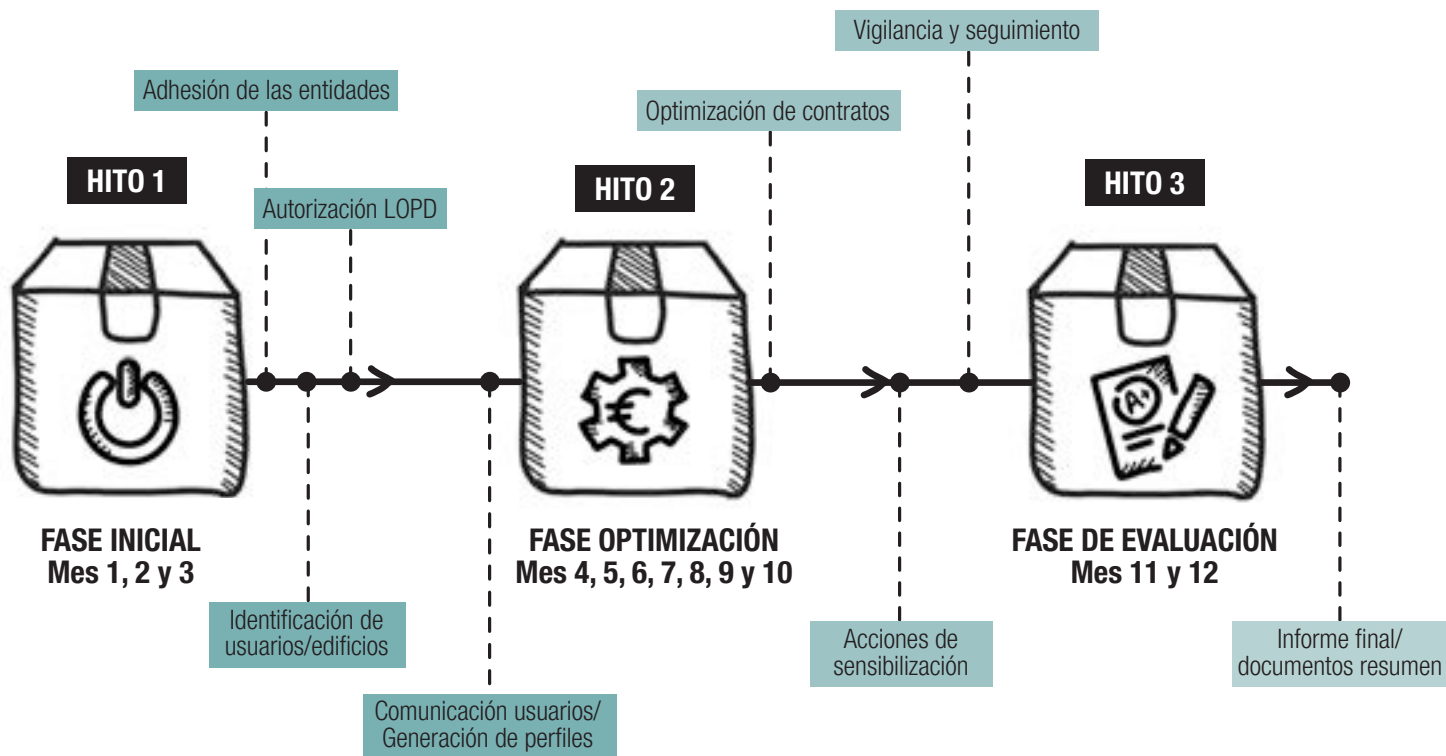 Vigilancia y seguimiento
Adhesión de las entidades
Optimización de contratos
HITO 1
Autorización LOPD
HITO 2
HITO 3
€
A+
FASE INICIAL
Mes 1, 2 y 3
FASE OPTIMIZACIÓN
Mes 4, 5, 6, 7, 8, 9 y 10
FASE DE EVALUACIÓN
Mes 11 y 12
Identificación de
usuarios/edificios
Acciones de
sensibilización
Informe final/
documentos resumen
Comunicación usuarios/
Generación de perfiles